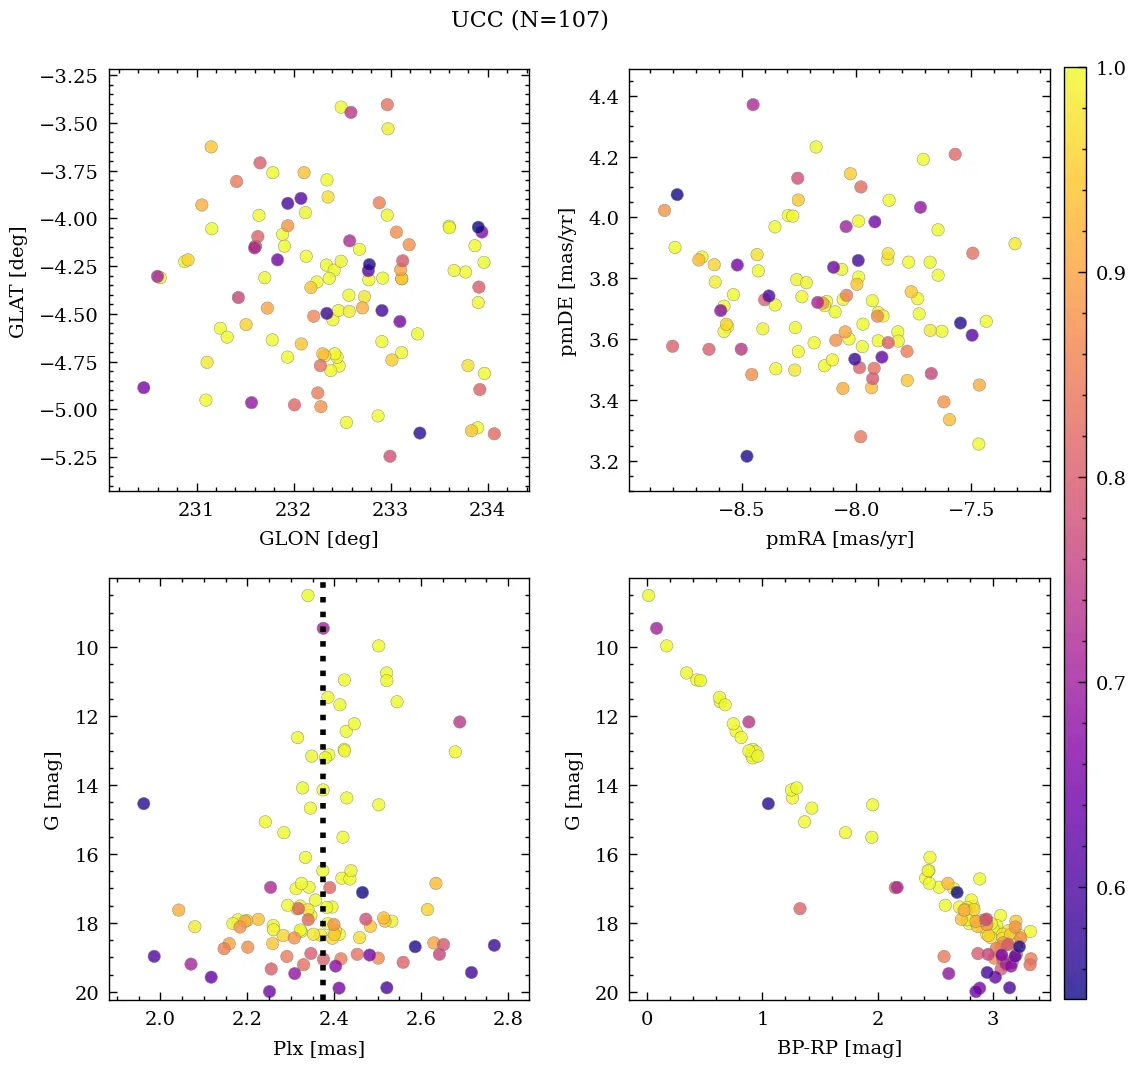 UCC (N=107)
−3.25
−3.50
−3.75
−4.00
−4.25
−4.50
−4.75
−5.00
−5.25
GLAT [deg]
231 232 233 234
GLON [deg]
4.4
4.2
4.0
3.8
3.6
3.4
3.2
pmDE [mas/yr]
−8.5 −8.0 −7.5
pmRA [mas/yr]
1.0
0.9
0.8
0.7
0.6
10
12
14
16
18
20
G [mag]
2.0 2.2 2.4 2.6 2.8
Plx [mas]
10
12
14
16
18
20
G [mag]
0 1 2 3
BP-RP [mag]